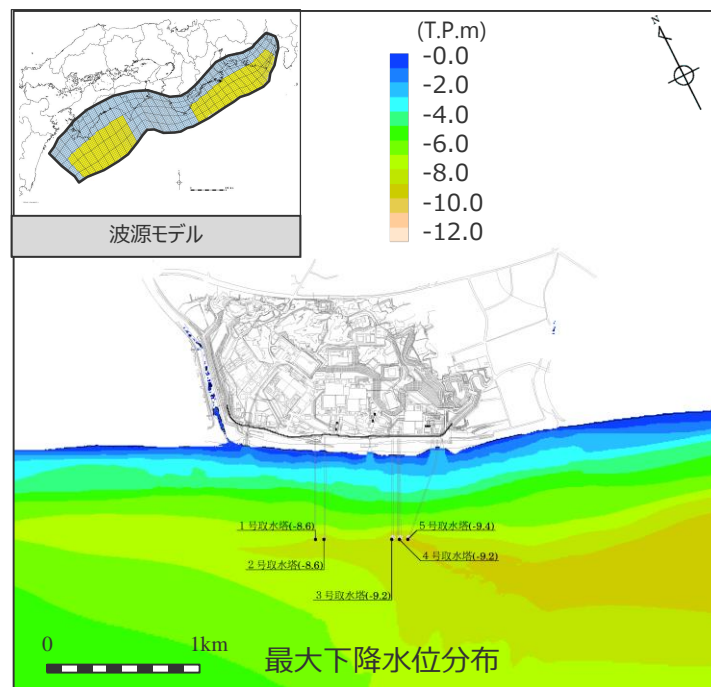 (T.P.m)
-0.0
-2.0
-4.0
-6.0
-8.0
-10.0
-12.0
N
波源モデル
1号取水塔(-8.6)
2号取水塔(-8.6)
3号取水塔(-9.2)
5号取水塔(-9.4)
4号取水塔(-9.2)
0
1km
最大下降水位分布